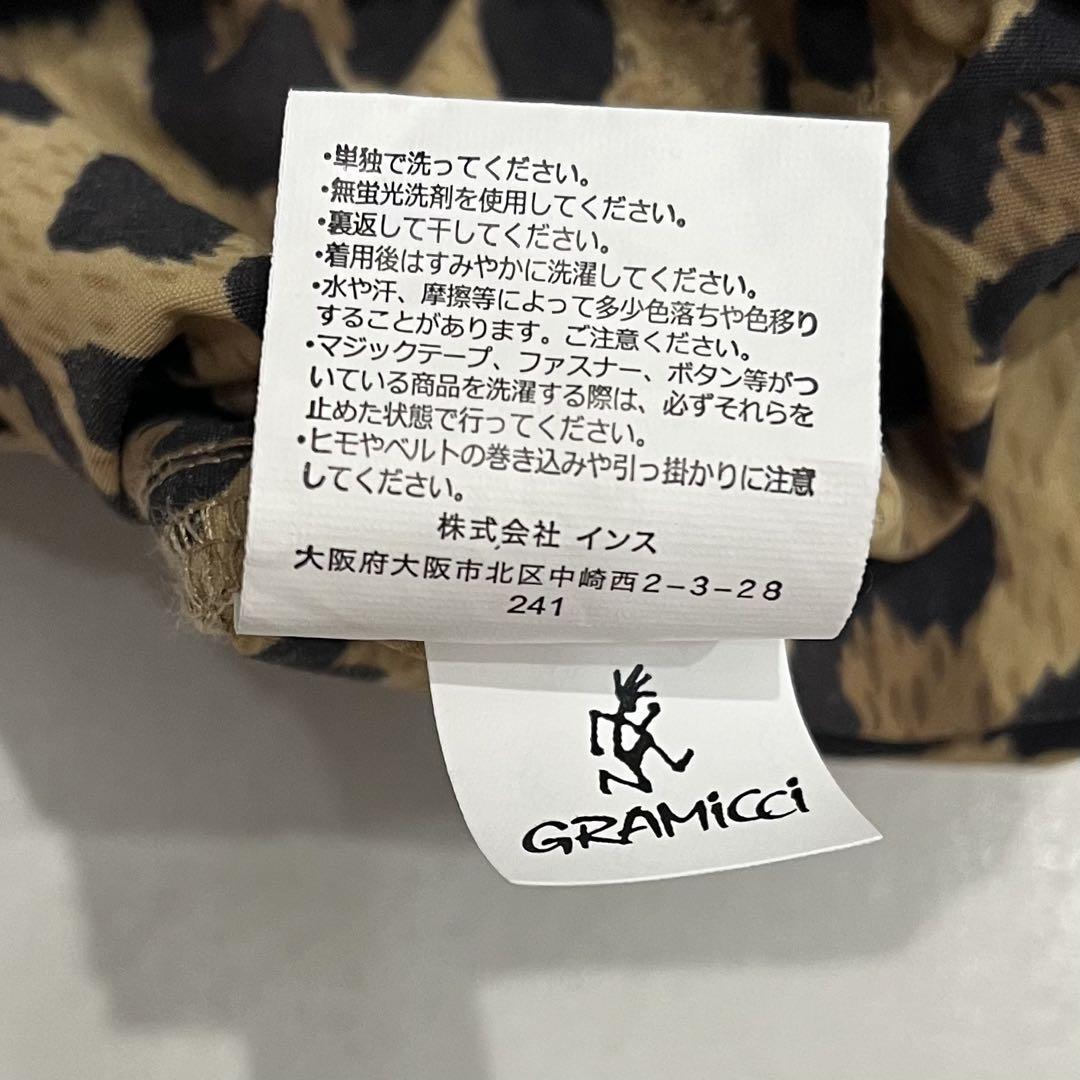 ・単独で洗ってください。
・無蛍光洗剤を使用してください。
・裏返して干してください。
・着用後はすみやかに洗濯してください。
・水や汗、摩擦等によって多少色落ちや色移り
することがあります。ご注意ください。
・マジックテープ、ファスナー、ボタン等がつ
いている商品を洗濯する際は、必ずそれらを
止めた状態で行ってください。
・ヒモやベルトの巻き込みや引っ掛かりに注意
してください。
株式会社 インス
大阪府大阪市北区中崎西2-3-28
241
GRAMiCCi